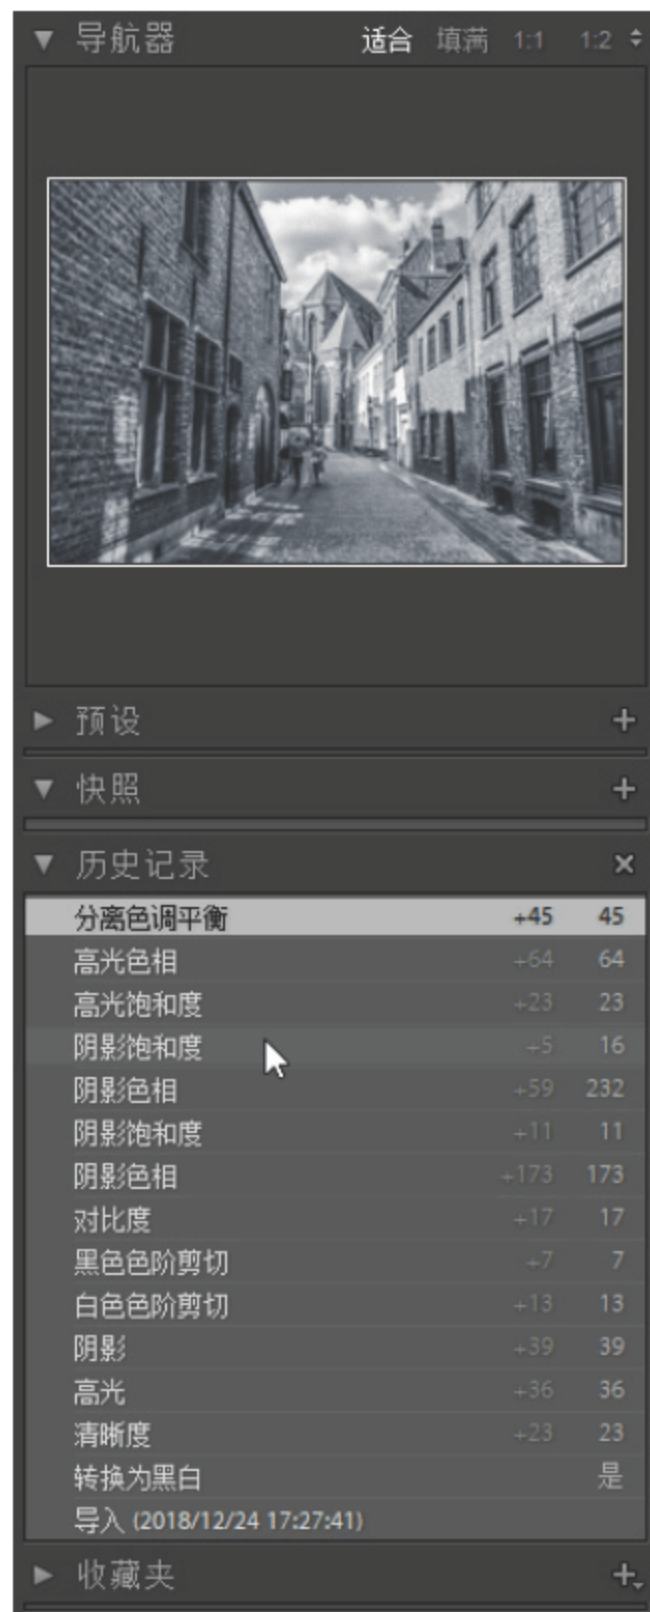 导航器 适合 填满 1:1 1:2
预设
快照
历史记录
分离色调平衡 +45 45
高光色相 +64 64
高光饱和度 +23 23
阴影饱和度 +5 16
阴影色相 +59 232
阴影饱和度 +11 11
阴影色相 +173 173
对比度 +17 17
黑色色阶剪切 +7 7
白色色阶剪切 +13 13
阴影 +39 39
高光 +36 36
清晰度 +23 23
转换为黑白 是
导入 (2018/12/24 17:27:41)
收藏夹